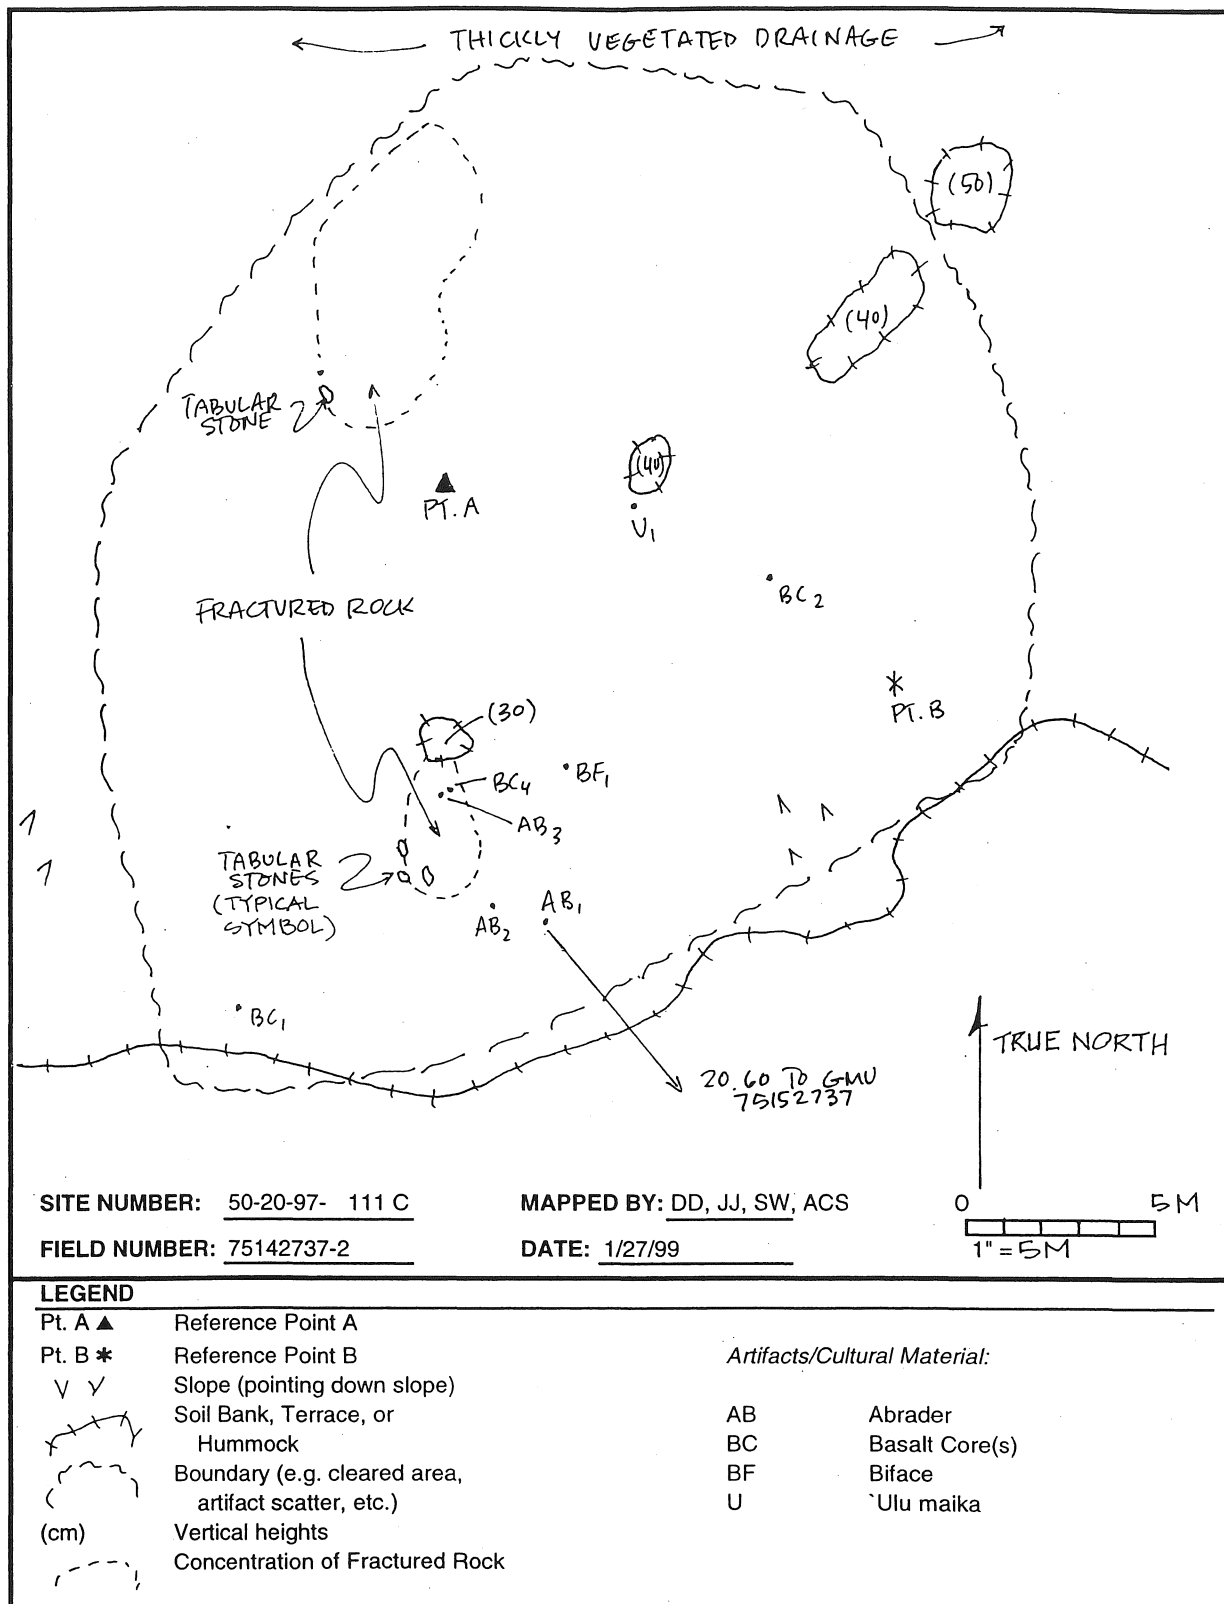 THICKLY VEGETATED DRAINAGE
(50)
(40)
TABULAR
STONE
(40)
PT. A
U1
BC2
FRACTURED ROCK
PT. B
(30)
BF1
BC4
AB3
TABULAR
STONES
(TYPICAL
SYMBOL)
AB1
AB2
BC1
TRUE NORTH
20.60 TO GMU
75152737
SITE NUMBER: 50-20-97- 111 C
MAPPED BY: DD, JJ, SW, ACS
0 5 M
FIELD NUMBER: 75142737-2
DATE: 1/27/99
1" = 5M
LEGEND
Pt. A ▲ Reference Point A
Pt. B * Reference Point B
Slope (pointing down slope)
Soil Bank, Terrace, or
Hummock
Boundary (e.g. cleared area,
artifact scatter, etc.)
(cm) Vertical heights
Concentration of Fractured Rock
Artifacts/Cultural Material:
AB Abrader
BC Basalt Core(s)
BF Biface
U `Ulu maika